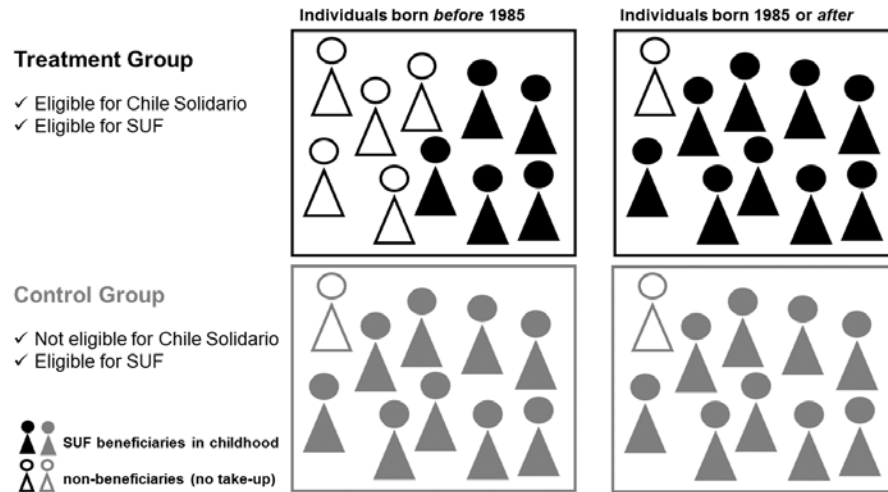 Individuals born before 1985
Individuals born 1985 or after
Treatment Group
✓ Eligible for Chile Solidario
✓ Eligible for SUF
Control Group
✓ Not eligible for Chile Solidario
✓ Eligible for SUF
SUF beneficiaries in childhood
non-beneficiaries (no take-up)